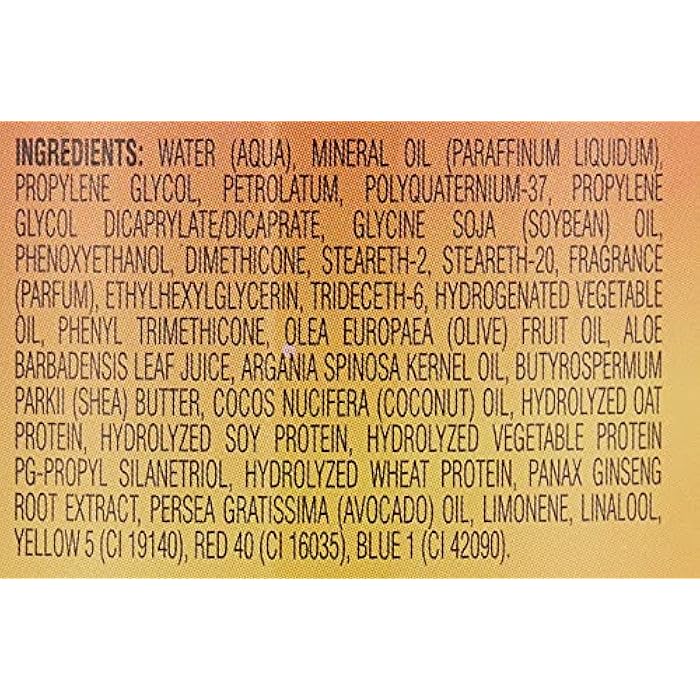 INGREDIENTS: WATER (AQUA), MINERAL OIL (PARAFFINUM LIQUIDUM),
PROPYLENE GLYCOL, PETROLATUM, POLYQUATERNIUM-37, PROPYLENE
GLYCOL DICAPRYLATE/DICAPRATE, GLYCINE SOJA (SOYBEAN) OIL,
PHENOXYETHANOL, DIMETHICONE, STEARETH-2, STEARETH-20, FRAGRANCE
(PARFUM), ETHYLHEXYLGLYCERIN, TRIDECETH-6, HYDROGENATED VEGETABLE
OIL, PHENYL TRIMETHICONE, OLEA EUROPAEA (OLIVE) FRUIT OIL, ALOE
BARBADENSIS LEAF JUICE, ARGANIA SPINOSA KERNEL OIL, BUTYROSPERMUM
PARKII (SHEA) BUTTER, COCOS NUCIFERA (COCONUT) OIL, HYDROLYZED OAT
PROTEIN, HYDROLYZED SOY PROTEIN, HYDROLYZED VEGETABLE PROTEIN
PG-PROPYL SILANETRIOL, HYDROLYZED WHEAT PROTEIN, PANAX GINSENG
ROOT EXTRACT, PERSEA GRATISSIMA (AVOCADO) OIL, LIMONENE, LINALOOL,
YELLOW 5 (CI 19140), RED 40 (CI 16035), BLUE 1 (CI 42090).